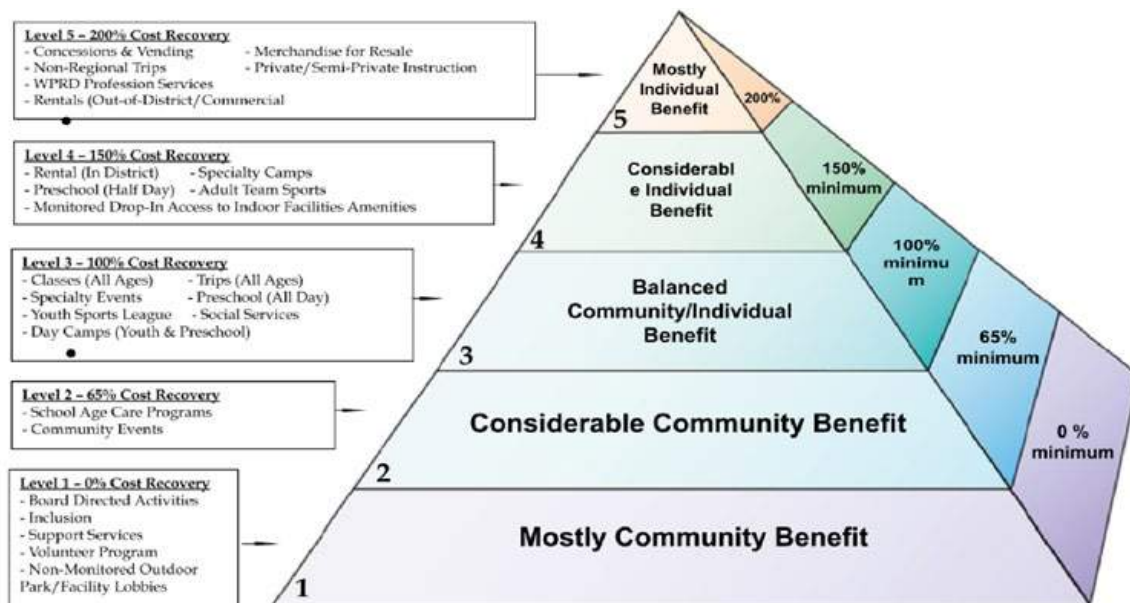 Level 5 – 200% Cost Recovery
- Concessions & Vending - Merchandise for Resale
- Non-Regional Trips - Private/Semi-Private Instruction
- WPRD Profession Services
- Rentals (Out-of-District/Commercial
Level 4 – 150% Cost Recovery
- Rental (In District) - Specialty Camps
- Preschool (Half Day) - Adult Team Sports
- Monitored Drop-In Access to Indoor Facilities Amenities
Level 3 – 100% Cost Recovery
- Classes (All Ages) - Trips (All Ages)
- Specialty Events - Preschool (All Day)
- Youth Sports League - Social Services
- Day Camps (Youth & Preschool)
Level 2 – 65% Cost Recovery
- School Age Care Programs
- Community Events
Level 1 – 0% Cost Recovery
- Board Directed Activities
- Inclusion
- Support Services
- Volunteer Program
- Non-Monitored Outdoor
Park/Facility Lobbies
Mostly
Individual
Benefit
5
200%
Considerabl
e Individual
Benefit
4
150%
minimum
Balanced
Community/Individual
Benefit
3
100%
minimu
m
Considerable Community Benefit
2
65%
minimum
Mostly Community Benefit
1
0 %
minimum